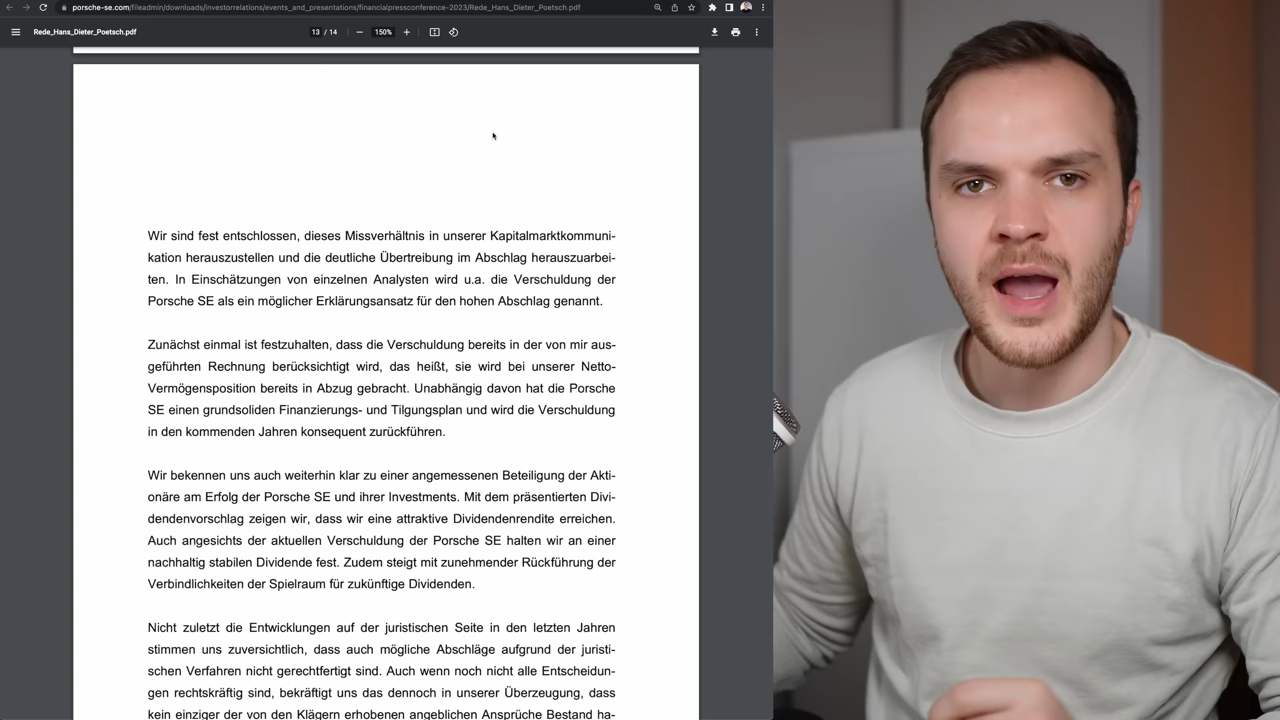 porsche-se.com/fileadmin/downloads/investorrelations/events_and_presentations/financialpressconference-2023/Rede_Hans_Dieter_Poetsch.pdf
Rede_Hans_Dieter_Poetsch.pdf
13 / 14
150%
Wir sind fest entschlossen, dieses Missverhältnis in unserer Kapitalmarktkommuni-
kation herauszustellen und die deutliche Übertreibung im Abschlag herauszuarbei-
ten. In Einschätzungen von einzelnen Analysten wird u.a. die Verschuldung der
Porsche SE als ein möglicher Erklärungsansatz für den hohen Abschlag genannt.
Zunächst einmal ist festzuhalten, dass die Verschuldung bereits in der von mir aus-
geführten Rechnung berücksichtigt wird, das heißt, sie wird bei unserer Netto-
Vermögensposition bereits in Abzug gebracht. Unabhängig davon hat die Porsche
SE einen grundsoliden Finanzierungs- und Tilgungsplan und wird die Verschuldung
in den kommenden Jahren konsequent zurückführen.
Wir bekennen uns auch weiterhin klar zu einer angemessenen Beteiligung der Akti-
onäre am Erfolg der Porsche SE und ihrer Investments. Mit dem präsentierten Divi-
dendenvorschlag zeigen wir, dass wir eine attraktive Dividendenrendite erreichen.
Auch angesichts der aktuellen Verschuldung der Porsche SE halten wir an einer
nachhaltig stabilen Dividende fest. Zudem steigt mit zunehmender Rückführung der
Verbindlichkeiten der Spielraum für zukünftige Dividenden.
Nicht zuletzt die Entwicklungen auf der juristischen Seite in den letzten Jahren
stimmen uns zuversichtlich, dass auch mögliche Abschläge aufgrund der juristi-
schen Verfahren nicht gerechtfertigt sind. Auch wenn noch nicht alle Entscheidun-
gen rechtskräftig sind, bekräftigt uns das dennoch in unserer Überzeugung, dass
kein einziger der von den Klägern erhobenen angeblichen Ansprüche Bestand ha-